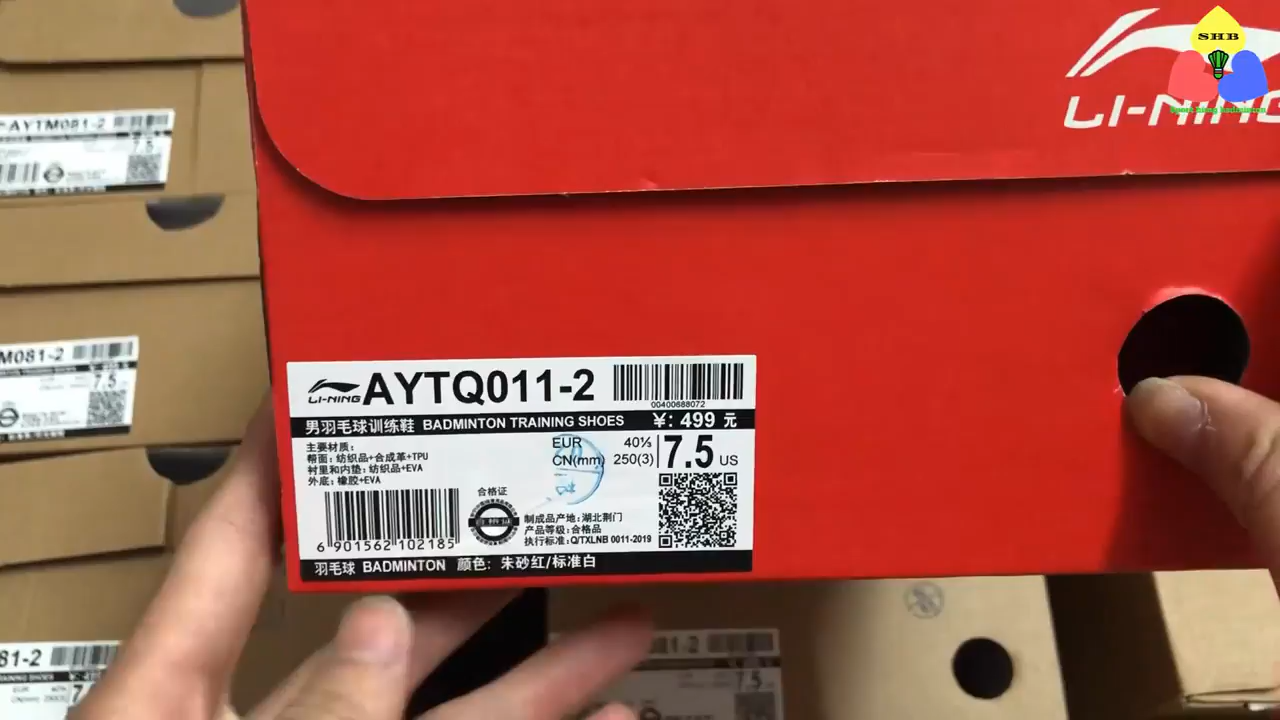 SHB
LI-NING
AYTM081-2
7.5
M081-2
7.5
LI-NING AYTQ011-2
00400688072
男羽毛球训练鞋 BADMINTON TRAINING SHOES ¥: 499 元
主要材质:
帮面: 纺织品+合成革+TPU
衬里和内垫: 纺织品+EVA
外底: 橡胶+EVA
EUR 40⅓
CN(mm) 250(3)
7.5 US
合格证
6 901562 102185
制成品产地: 湖北荆门
产品等级: 合格品
执行标准: Q/TXLNB 0011-2019
羽毛球 BADMINTON 颜色: 朱砂红/标准白
81-2
TRAINING SHOES
81-2
7.5